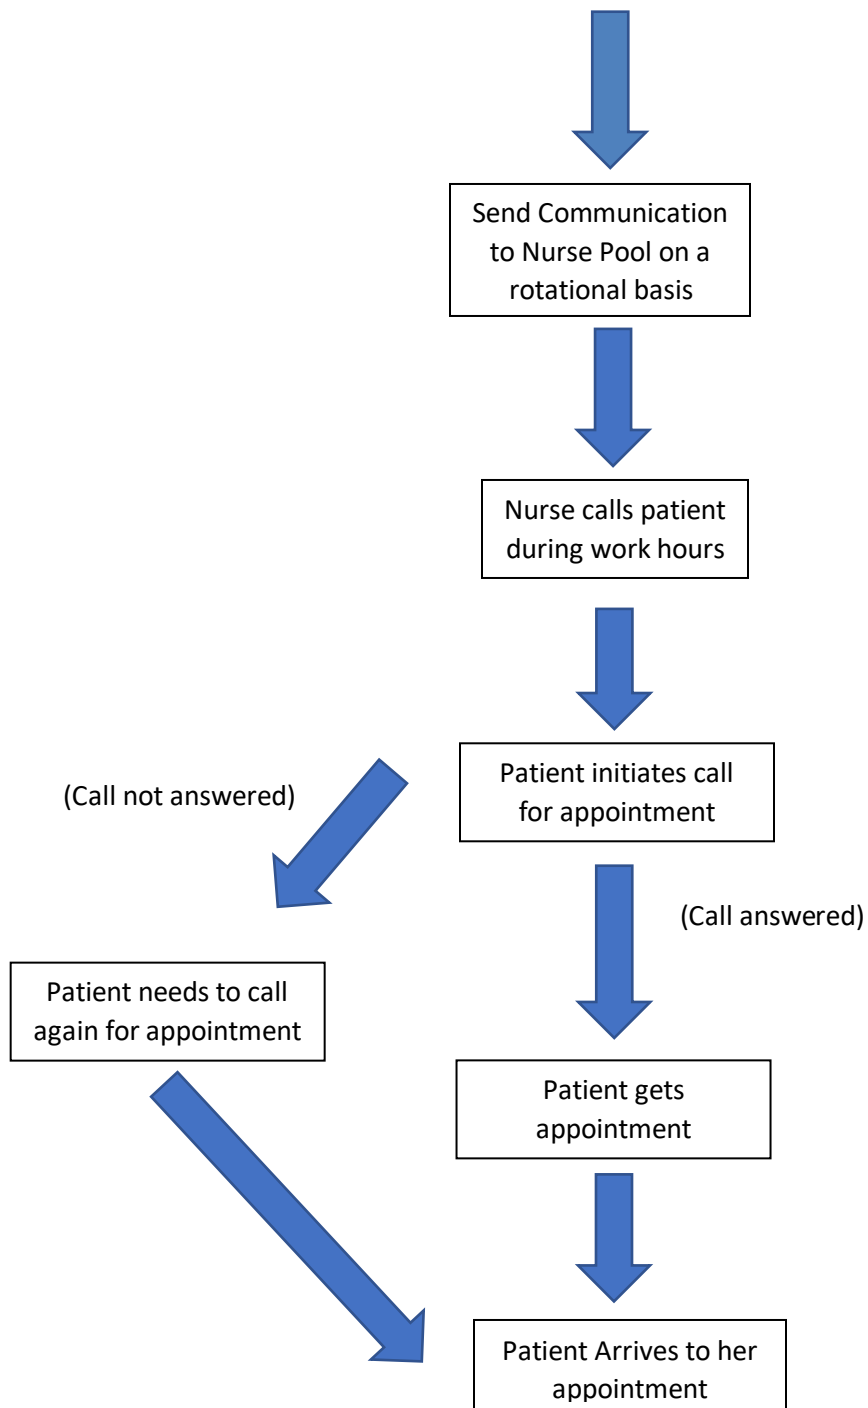 Send Communication
to Nurse Pool on a
rotational basis
Nurse calls patient
during work hours
Patient initiates call
for appointment
(Call not answered)
(Call answered)
Patient needs to call
again for appointment
Patient gets
appointment
Patient Arrives to her
appointment